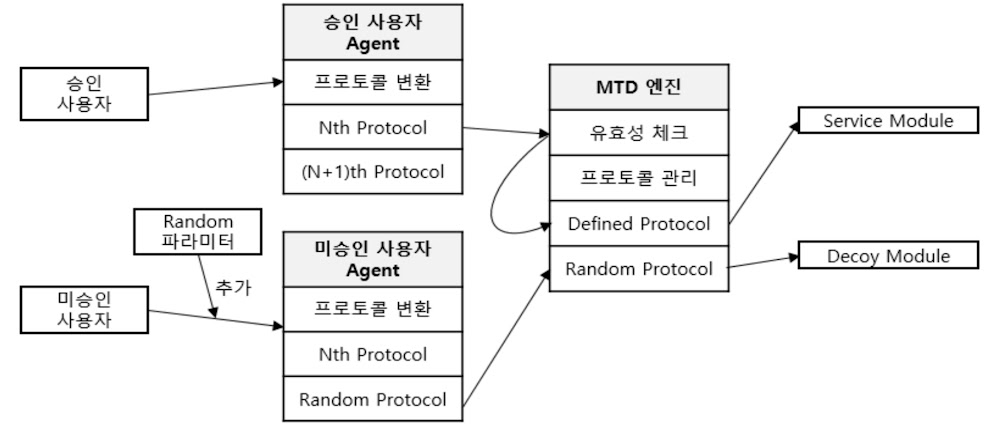 승인
사용자
승인 사용자
Agent
프로토콜 변환
Nth Protocol
(N+1)th Protocol
Random
파라미터
추가
미승인
사용자
미승인 사용자
Agent
프로토콜 변환
Nth Protocol
Random Protocol
MTD 엔진
유효성 체크
프로토콜 관리
Defined Protocol
Random Protocol
Service Module
Decoy Module